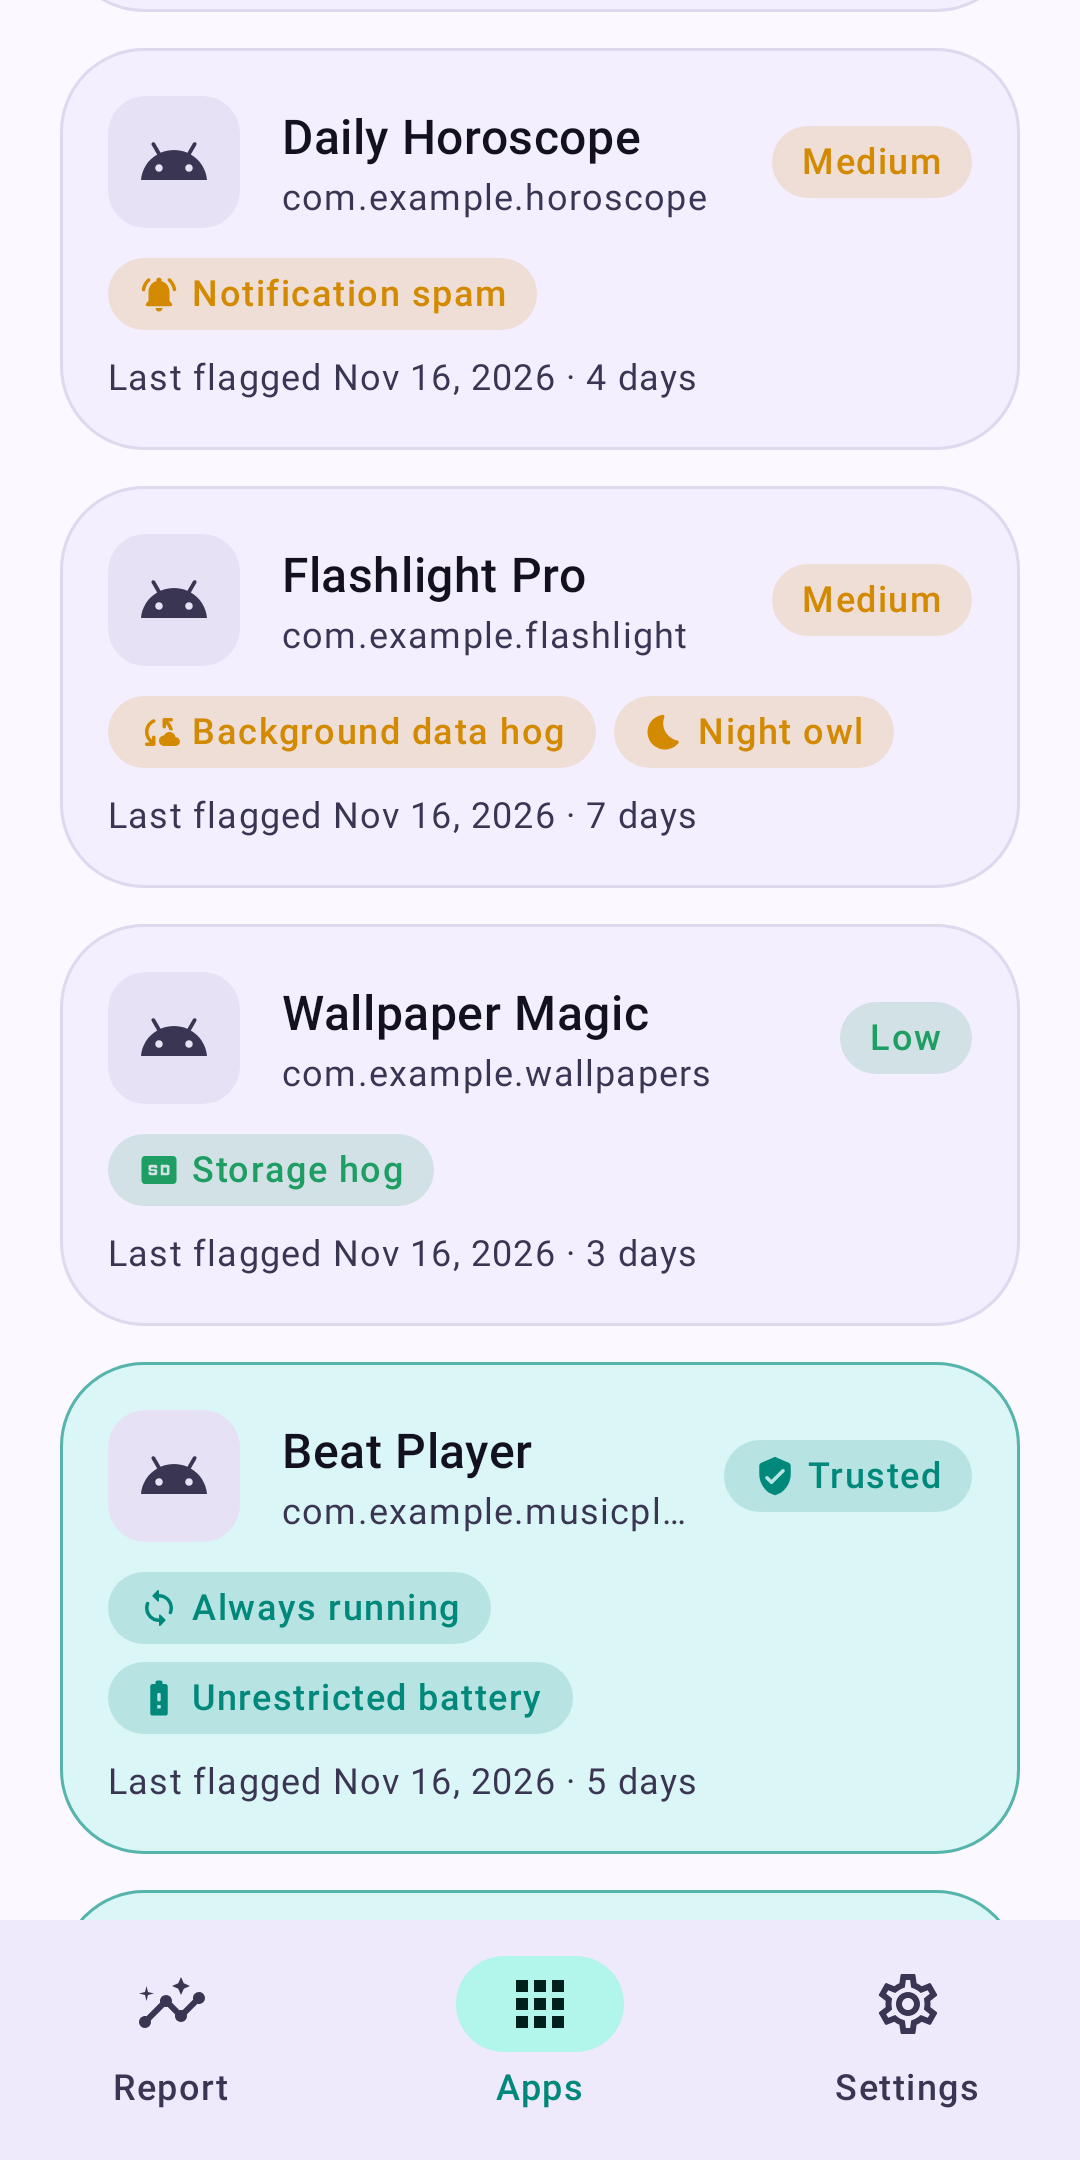 Daily Horoscope
com.example.horoscope
Medium
Notification spam
Last flagged Nov 16, 2026 · 4 days
Flashlight Pro
com.example.flashlight
Medium
Background data hog
Night owl
Last flagged Nov 16, 2026 · 7 days
Wallpaper Magic
com.example.wallpapers
Low
SD
Storage hog
Last flagged Nov 16, 2026 · 3 days
Beat Player
com.example.musicpl...
Trusted
Always running
Unrestricted battery
Last flagged Nov 16, 2026 · 5 days
Report
Apps
Settings